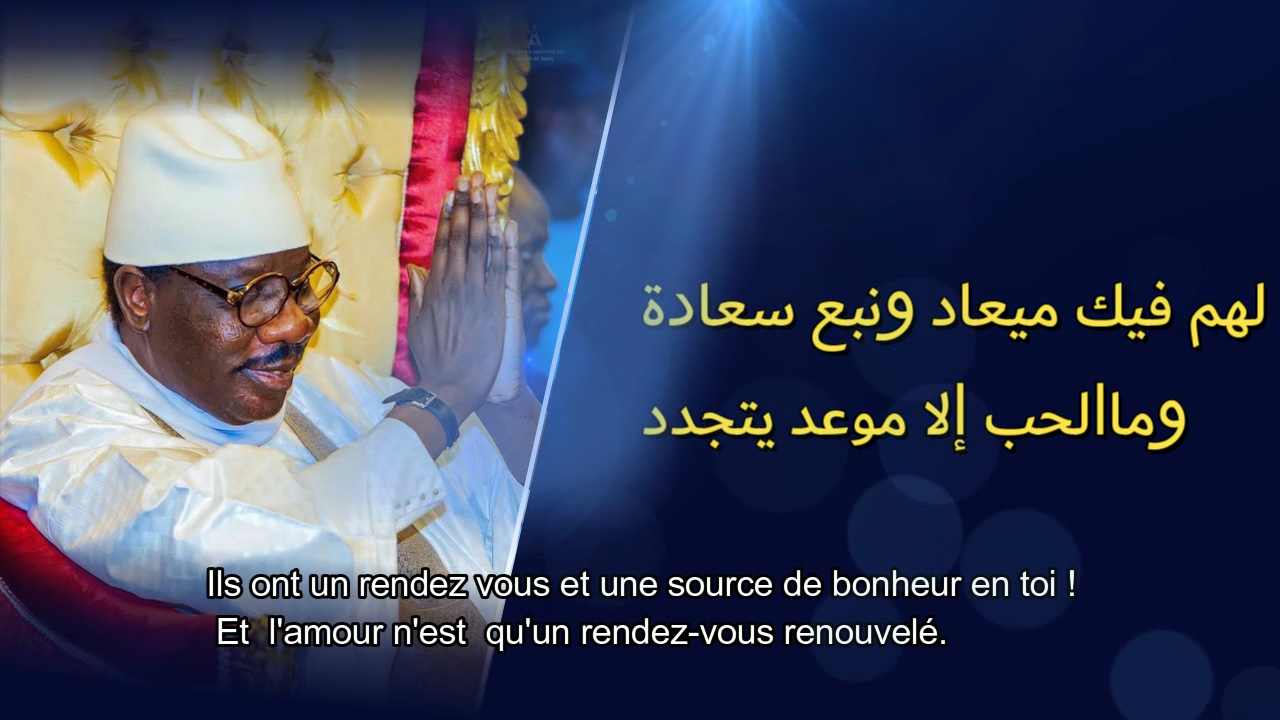 لهم فيك ميعاد ونبع سعادة
وماالحب إلا موعد يتجدد
Ils ont un rendez vous et une source de bonheur en toi !
Et l'amour n'est qu'un rendez-vous renouvelé.